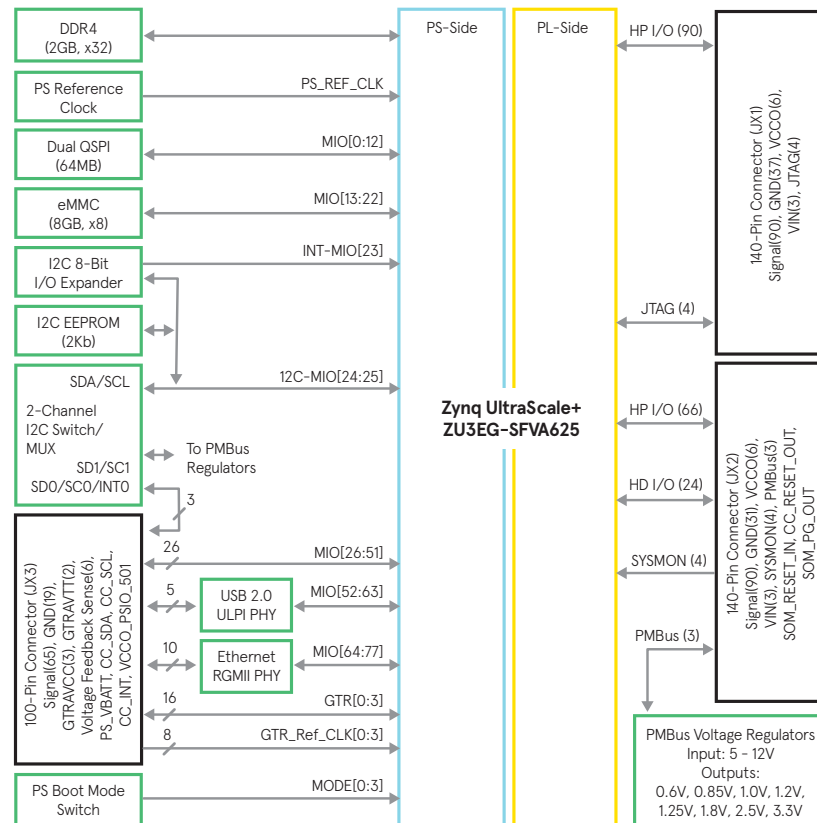 DDR4
(2GB, x32)
PS Reference
Clock
PS_REF_CLK
Dual QSPI
(64MB)
MIO[0:12]
eMMC
(8GB, x8)
MIO[13:22]
I2C 8-Bit
I/O Expander
INT-MIO[23]
I2C EEPROM
(2Kb)
SDA/SCL
12C-MIO[24:25]
2-Channel
I2C Switch/
MUX
SD1/SC1
SD0/SC0/INT0
To PMBus
Regulators
3
100-Pin Connector (JX3)
Signal(65), GND(19),
GTRAVCC(3), GTRAVTT(2),
Voltage Feedback Sense(6),
PS_VBATT, CC_SDA, CC_SCL,
CC_INT, VCCO_PSIO_501
26
MIO[26:51]
5
USB 2.0
ULPI PHY
MIO[52:63]
10
Ethernet
RGMII PHY
MIO[64:77]
16
GTR[0:3]
8
GTR_Ref_CLK[0:3]
PS Boot Mode
Switch
MODE[0:3]
PS-Side
PL-Side
Zynq UltraScale+
ZU3EG-SFVA625
HP I/O (90)
JTAG (4)
140-Pin Connector (JX1)
Signal(90), GND(37), VCCO(6),
VIN(3), JTAG(4)
HP I/O (66)
HD I/O (24)
SYSMON (4)
PMBus (3)
140-Pin Connector (JX2)
Signal(90), GND(31), VCCO(6),
VIN(3), SYSMON(4), PMBus(3)
SOM_RESET_IN, CC_RESET_OUT,
SOM_PG_OUT
PMBus Voltage Regulators
Input: 5 - 12V
Outputs:
0.6V, 0.85V, 1.0V, 1.2V,
1.25V, 1.8V, 2.5V, 3.3V